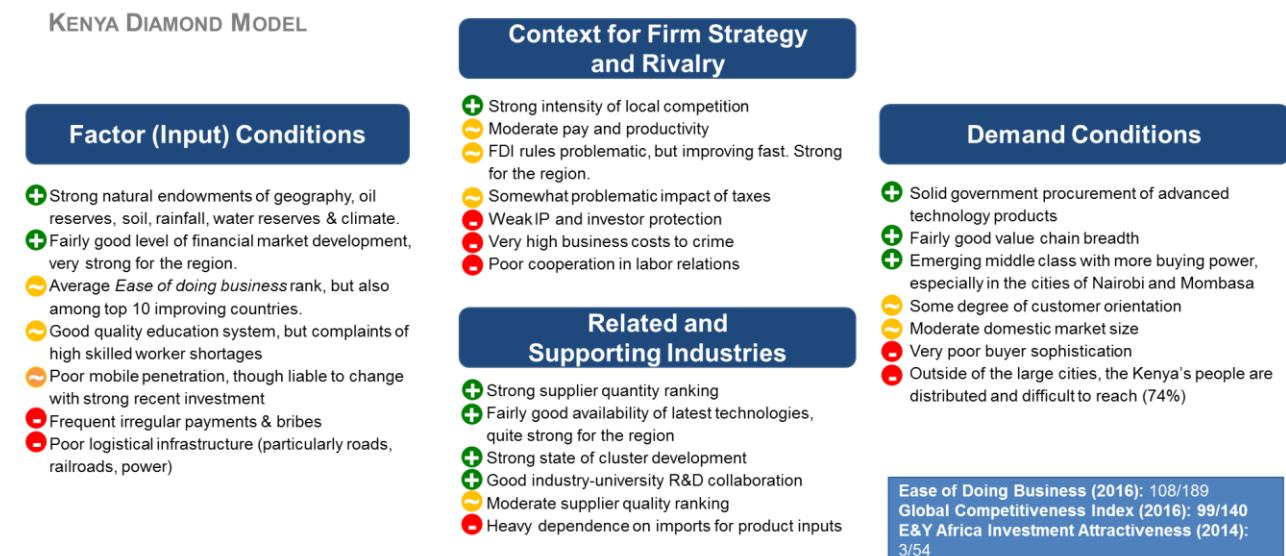 KENYA DIAMOND MODEL
Factor (Input) Conditions
+ Strong natural endowments of geography, oil
reserves, soil, rainfall, water reserves & climate.
+ Fairly good level of financial market development,
very strong for the region.
~ Average Ease of doing business rank, but also
among top 10 improving countries.
~ Good quality education system, but complaints of
high skilled worker shortages
~ Poor mobile penetration, though liable to change
with strong recent investment
- Frequent irregular payments & bribes
- Poor logistical infrastructure (particularly roads,
railroads, power)
Context for Firm Strategy
and Rivalry
+ Strong intensity of local competition
~ Moderate pay and productivity
~ FDI rules problematic, but improving fast. Strong
for the region.
~ Somewhat problematic impact of taxes
- Weak IP and investor protection
- Very high business costs to crime
- Poor cooperation in labor relations
Related and
Supporting Industries
+ Strong supplier quantity ranking
+ Fairly good availability of latest technologies,
quite strong for the region
+ Strong state of cluster development
+ Good industry-university R&D collaboration
~ Moderate supplier quality ranking
- Heavy dependence on imports for product inputs
Demand Conditions
+ Solid government procurement of advanced
technology products
+ Fairly good value chain breadth
+ Emerging middle class with more buying power,
especially in the cities of Nairobi and Mombasa
~ Some degree of customer orientation
~ Moderate domestic market size
- Very poor buyer sophistication
- Outside of the large cities, the Kenya's people are
distributed and difficult to reach (74%)
Ease of Doing Business (2016): 108/189
Global Competitiveness Index (2016): 99/140
E&Y Africa Investment Attractiveness (2014):
3/54